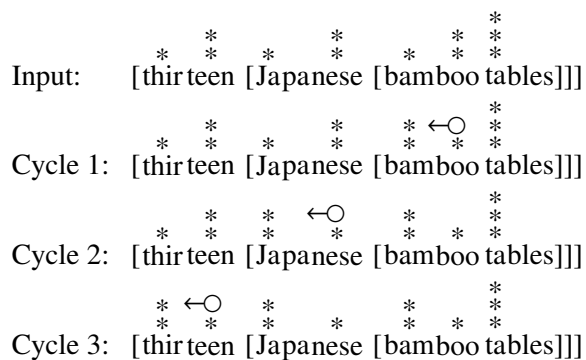 *
* * * *
* * * * * * *
Input: [thirteen [Japanese [bamboo tables]]]
*
* * * ←○ *
* * * * * * *
Cycle 1: [thirteen [Japanese [bamboo tables]]]
*
* * ←○ * *
* * * * * * *
Cycle 2: [thirteen [Japanese [bamboo tables]]]
*
* ←○ * * *
* * * * * * *
Cycle 3: [thirteen [Japanese [bamboo tables]]]